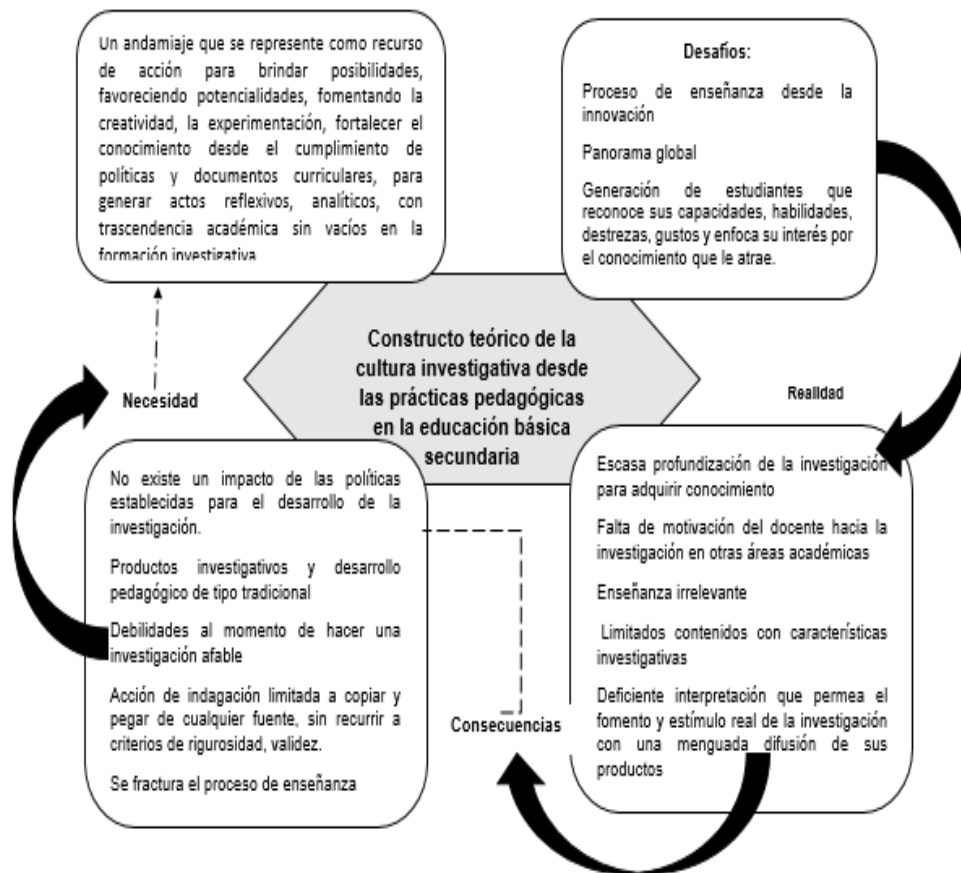 Un andamiaje que se represente como recurso
de acción para brindar posibilidades,
favoreciendo potencialidades, fomentando la
creatividad, la experimentación, fortalecer el
conocimiento desde el cumplimiento de
políticas y documentos curriculares, para
generar actos reflexivos, analíticos, con
trascendencia académica sin vacíos en la
formación investigativa
Desafíos:
Proceso de enseñanza desde la
innovación
Panorama global
Generación de estudiantes que
reconoce sus capacidades, habilidades,
destrezas, gustos y enfoca su interés por
el conocimiento que le atrae.
Constructo teórico de la
cultura investigativa desde
las prácticas pedagógicas
en la educación básica
secundaria
Necesidad
Realidad
No existe un impacto de las políticas
establecidas para el desarrollo de la
investigación.
Productos investigativos y desarrollo
pedagógico de tipo tradicional
Debilidades al momento de hacer una
investigación afable
Acción de indagación limitada a copiar y
pegar de cualquier fuente, sin recurrir a
criterios de rigurosidad, validez.
Se fractura el proceso de enseñanza
Consecuencias
Escasa profundización de la investigación
para adquirir conocimiento
Falta de motivación del docente hacia la
investigación en otras áreas académicas
Enseñanza irrelevante
Limitados contenidos con características
investigativas
Deficiente interpretación que permea el
fomento y estímulo real de la investigación
con una menguada difusión de sus
productos